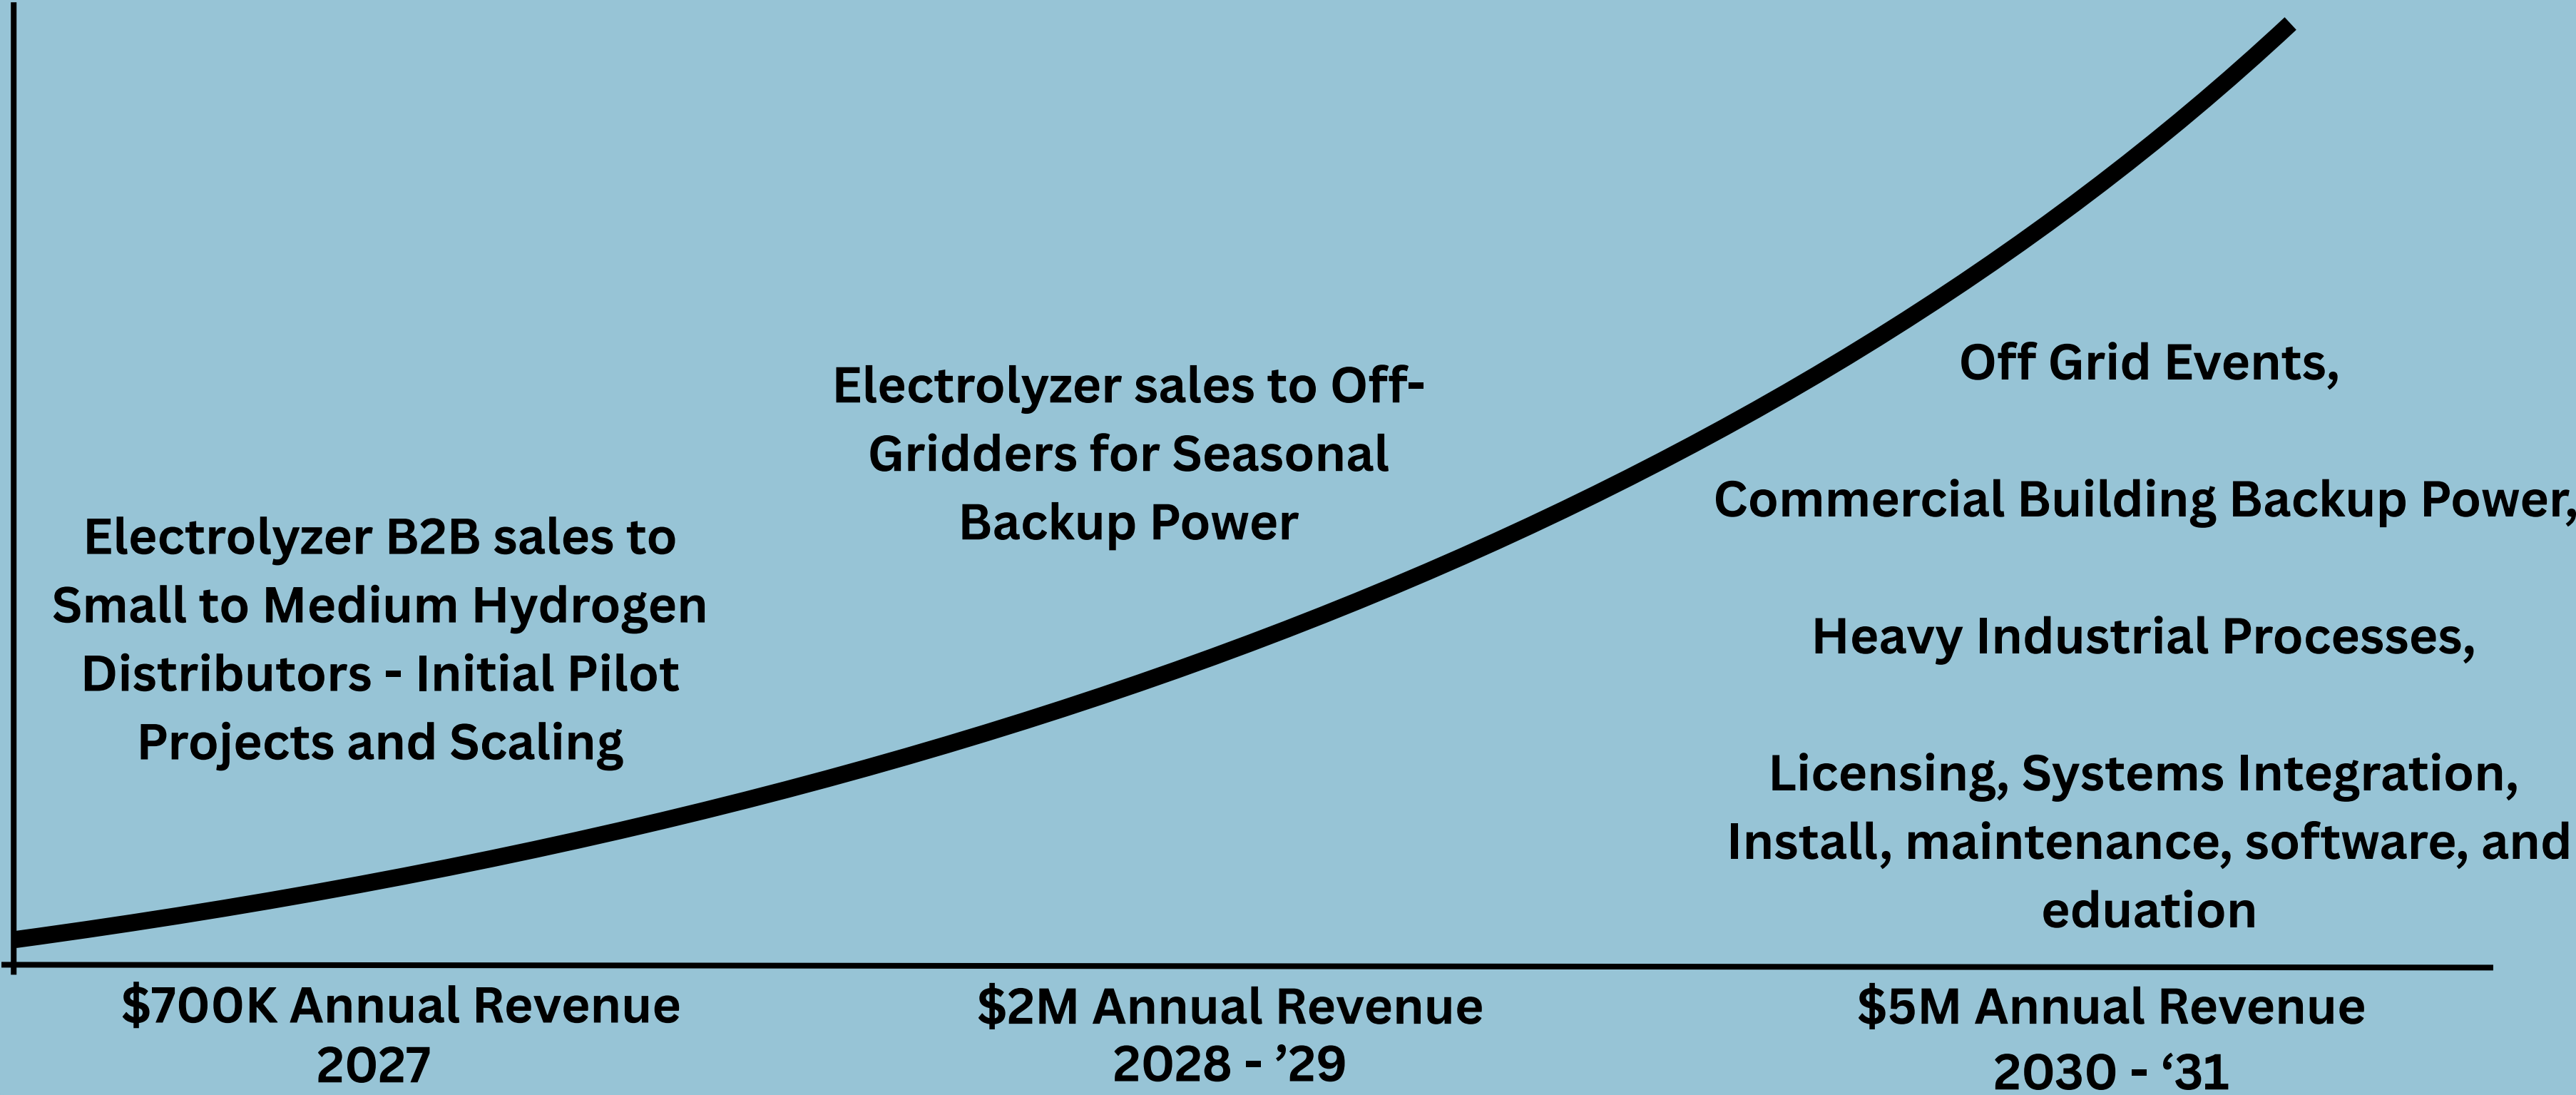 Electrolyzer B2B sales to
Small to Medium Hydrogen
Distributors - Initial Pilot
Projects and Scaling
Electrolyzer sales to Off-
Gridders for Seasonal
Backup Power
Off Grid Events,
Commercial Building Backup Power,
Heavy Industrial Processes,
Licensing, Systems Integration,
Install, maintenance, software, and
eduation
$700K Annual Revenue
2027
$2M Annual Revenue
2028 - ’29
$5M Annual Revenue
2030 - ‘31